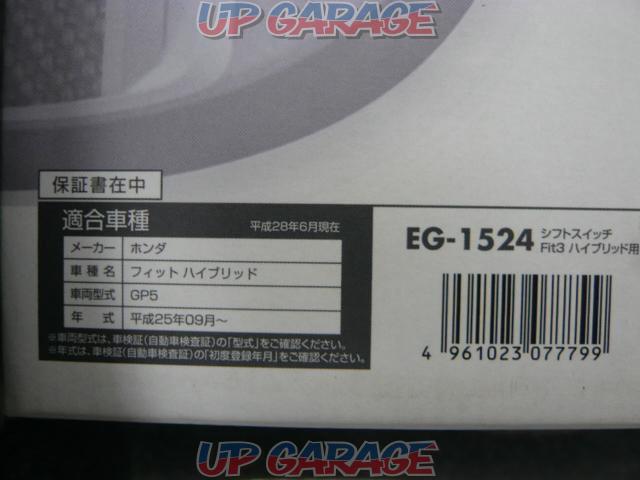 UP GARAGE
保証書在中
適合車種 平成28年6月現在
メーカー ホンダ
車種名 フィット ハイブリッド
車両型式 GP5
年 式 平成25年09月～
※車両型式は、車検証(自動車検査証)の「型式」をご確認ください。
※年式は、車検証(自動車検査証)の「初度登録年月」をご確認ください。
EG-1524 シフトスイッチ
Fit3 ハイブリッド用
4 961023 077799
UP GARAGE